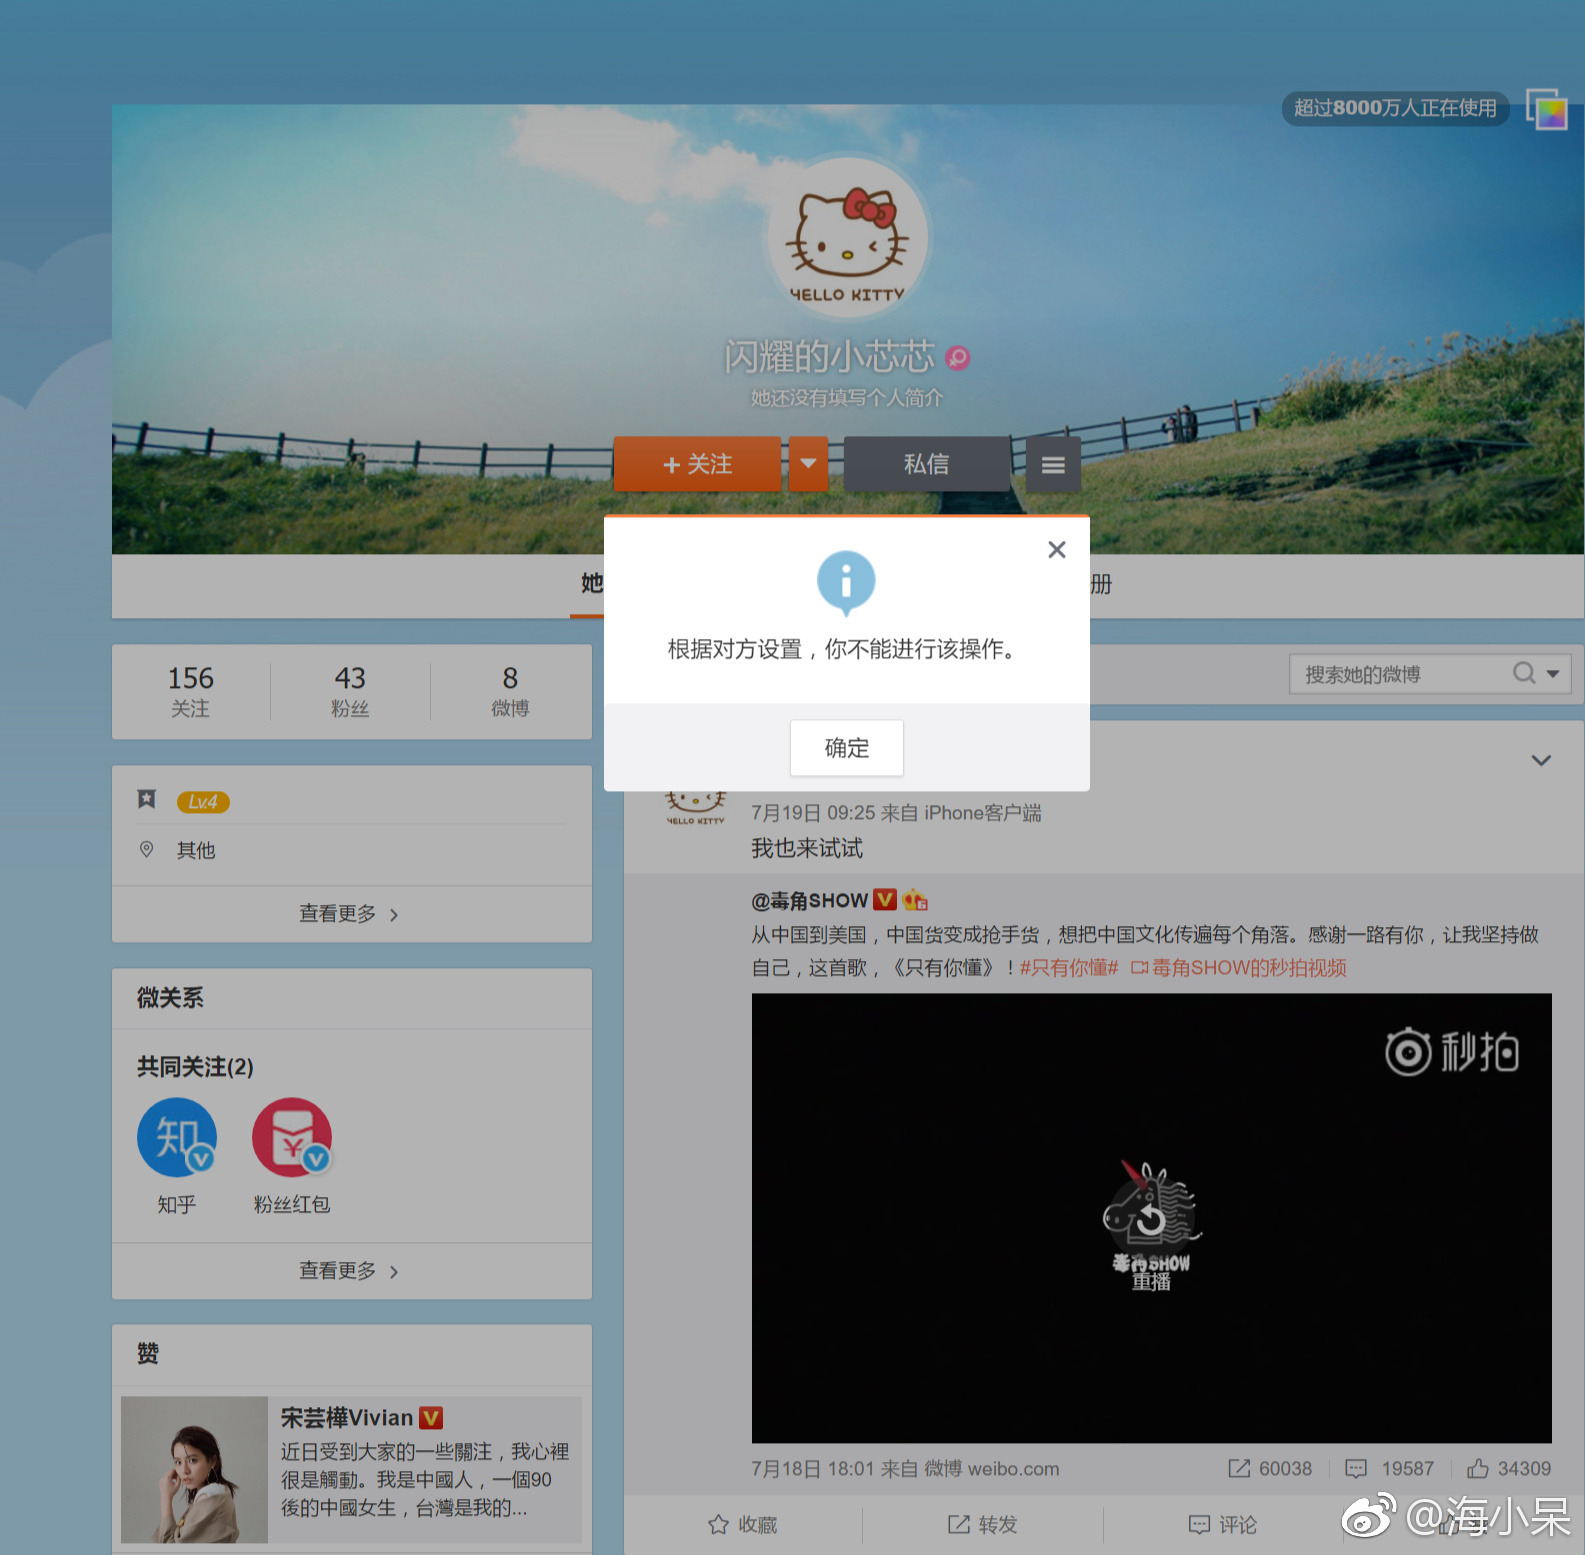 超过8000万人正在使用
HELLO KITTY
闪耀的小芯芯
她还没有填写个人简介
+ 关注
私信
根据对方设置，你不能进行该操作。
确定
她
册
156
关注
43
粉丝
8
微博
搜索她的微博
Lv.4
其他
查看更多
微关系
共同关注(2)
知
知乎
粉丝红包
查看更多
赞
宋芸樺Vivian V
近日受到大家的一些關注，我心裡
很是觸動。我是中國人，一個90
後的中國女生，台灣是我的...
HELLO KITTY
7月19日 09:25 来自 iPhone客户端
我也来试试
@毒角SHOW V
从中国到美国，中国货变成抢手货，想把中国文化传遍每个角落。感谢一路有你，让我坚持做
自己，这首歌，《只有你懂》！#只有你懂# 毒角SHOW的秒拍视频
秒拍
毒角SHOW
重播
7月18日 18:01 来自 微博 weibo.com
60038
19587
34309
收藏
转发
评论
@海小呆